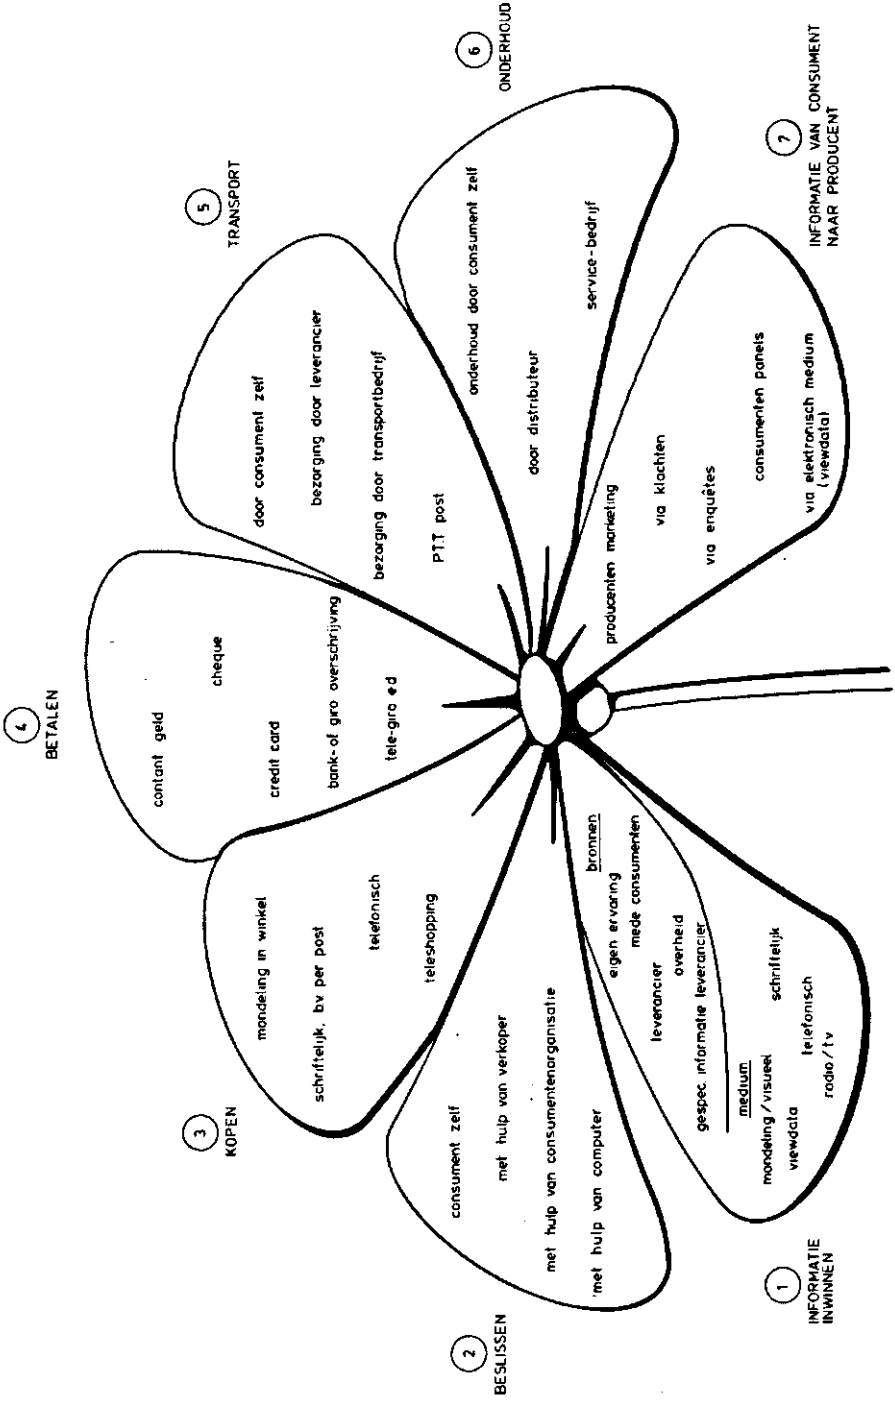 1
INFORMATIE
INWINNEN
bronnen
eigen ervaring
mede consumenten
leverancier
overheid
gespec. informatie leverancier
medium
mondeling / visueel
schriftelijk
viewdata
telefonisch
radio / tv
2
BESLISSEN
consument zelf
met hulp van verkoper
met hulp van consumentenorganisatie
met hulp van computer
3
KOPEN
mondeling in winkel
schriftelijk, b.v per post
telefonisch
teleshopping
4
BETALEN
contant geld
cheque
credit card
bank- of giro overschrijving
tele-giro ed
5
TRANSPORT
door consument zelf
bezorging door leverancier
bezorging door transportbedrijf
PTT post
6
ONDERHOUD
onderhoud door consument zelf
door distributeur
service-bedrijf
7
INFORMATIE VAN CONSUMENT
NAAR PRODUCENT
producenten marketing
via klachten
via enquêtes
consumenten panels
via elektronisch medium
(viewdata)